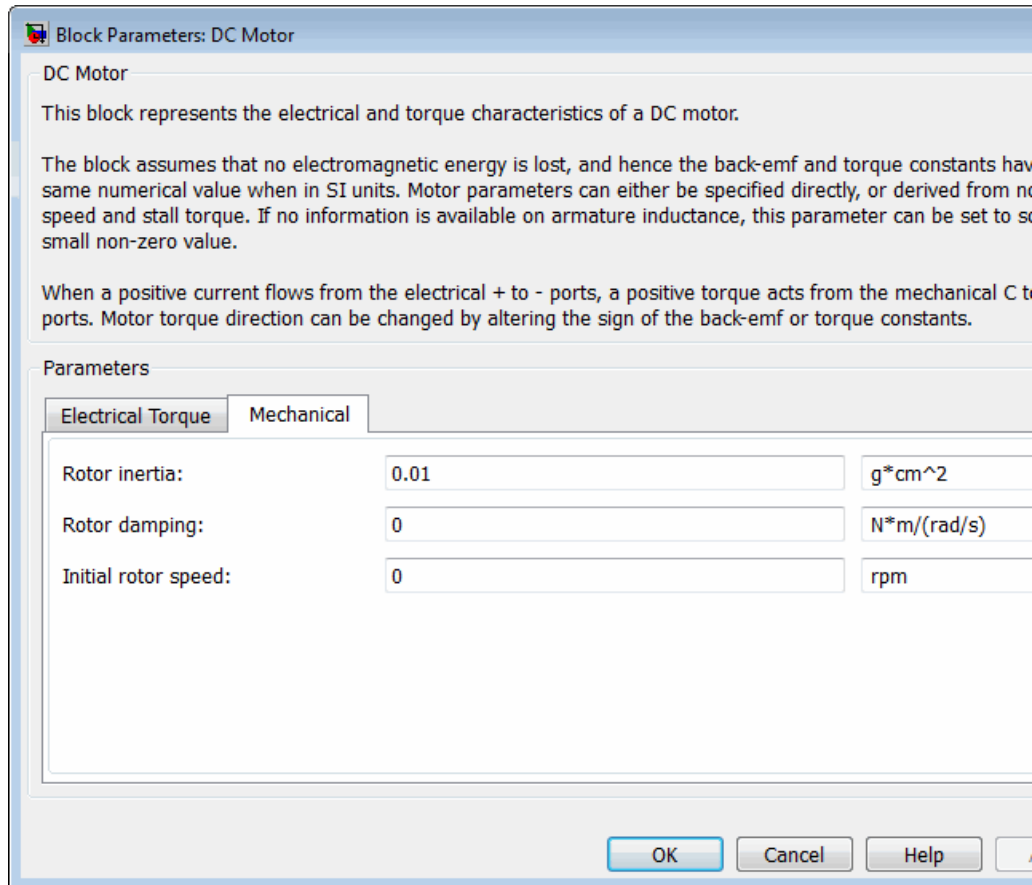 Block Parameters: DC Motor
DC Motor
This block represents the electrical and torque characteristics of a DC motor.
The block assumes that no electromagnetic energy is lost, and hence the back-emf and torque constants hav
same numerical value when in SI units. Motor parameters can either be specified directly, or derived from no
speed and stall torque. If no information is available on armature inductance, this parameter can be set to so
small non-zero value.
When a positive current flows from the electrical + to - ports, a positive torque acts from the mechanical C to
ports. Motor torque direction can be changed by altering the sign of the back-emf or torque constants.
Parameters
Electrical Torque Mechanical
Rotor inertia: 0.01 g*cm^2
Rotor damping: 0 N*m/(rad/s)
Initial rotor speed: 0 rpm
OK Cancel Help